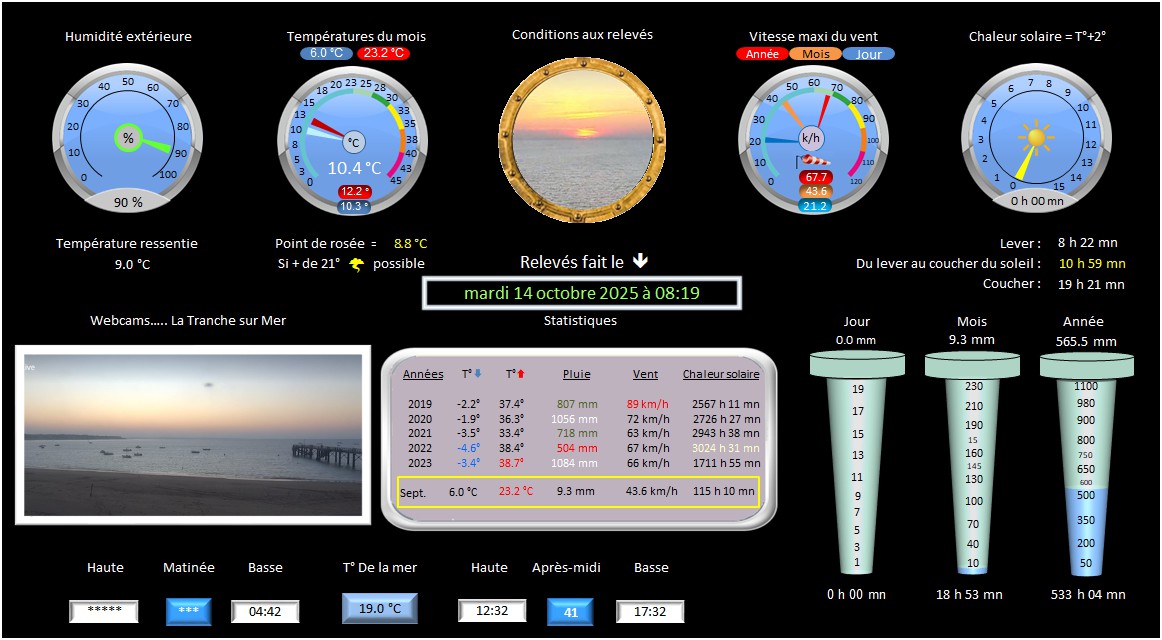 Humidité extérieure
Températures du mois
Conditions aux relevés
Vitesse maxi du vent
Chaleur solaire = T°+2°
6.0 °C 23.2 °C
Année Mois Jour
0 10 20 30 40 50 60 70 80 90 100
%
90 %
0 3 5 8 10 13 15 18 20 23 25 28 30 33 35 38 40 43 45
°C
10.4 °C
12.2 °
10.3 °
0 10 20 30 40 50 60 70 80 90 100 110 120
k/h
67.7
43.6
21.2
0 1 2 3 4 5 6 7 8 9 10 11 12 13 14 15
0 h 00 mn
Température ressentie
9.0 °C
Point de rosée = 8.8 °C
Si + de 21° possible
Relevés fait le
mardi 14 octobre 2025 à 08:19
Lever : 8 h 22 mn
Du lever au coucher du soleil : 10 h 59 mn
Coucher : 19 h 21 mn
Webcams..... La Tranche sur Mer
ive
Statistiques
Années T° T° Pluie Vent Chaleur solaire
2019 -2.2° 37.4° 807 mm 89 km/h 2567 h 11 mn
2020 -1.9° 36.3° 1056 mm 72 km/h 2726 h 27 mn
2021 -3.5° 33.4° 718 mm 63 km/h 2943 h 38 mn
2022 -4.6° 38.4° 504 mm 67 km/h 3024 h 31 mn
2023 -3.4° 38.7° 1084 mm 66 km/h 1711 h 55 mn
Sept. 6.0 °C 23.2 °C 9.3 mm 43.6 km/h 115 h 10 mn
Jour
0.0 mm
19
17
15
13
11
9
7
5
3
1
0 h 00 mn
Mois
9.3 mm
230
210
190
15
160
145
130
100
70
40
10
18 h 53 mn
Année
565.5 mm
1100
980
900
800
750
650
600
500
350
200
50
533 h 04 mn
Haute Matinée Basse
***** *** 04:42
T° De la mer
19.0 °C
Haute Après-midi Basse
12:32 41 17:32